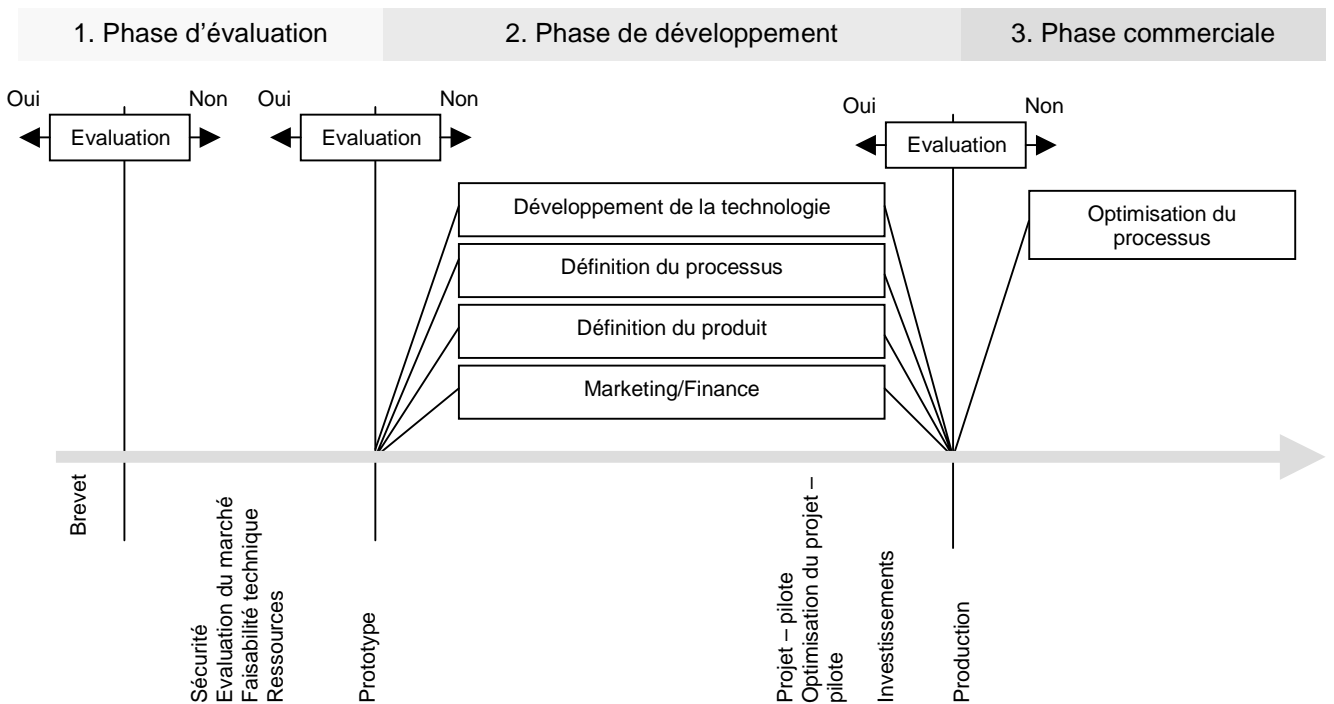 1. Phase d’évaluation
2. Phase de développement
3. Phase commerciale
Oui
Non
Evaluation
Oui
Non
Evaluation
Oui
Non
Evaluation
Développement de la technologie
Définition du processus
Définition du produit
Marketing/Finance
Optimisation du
processus
Brevet
Sécurité
Evaluation du marché
Faisabilité technique
Ressources
Prototype
Projet – pilote
Optimisation du projet –
pilote
Investissements
Production